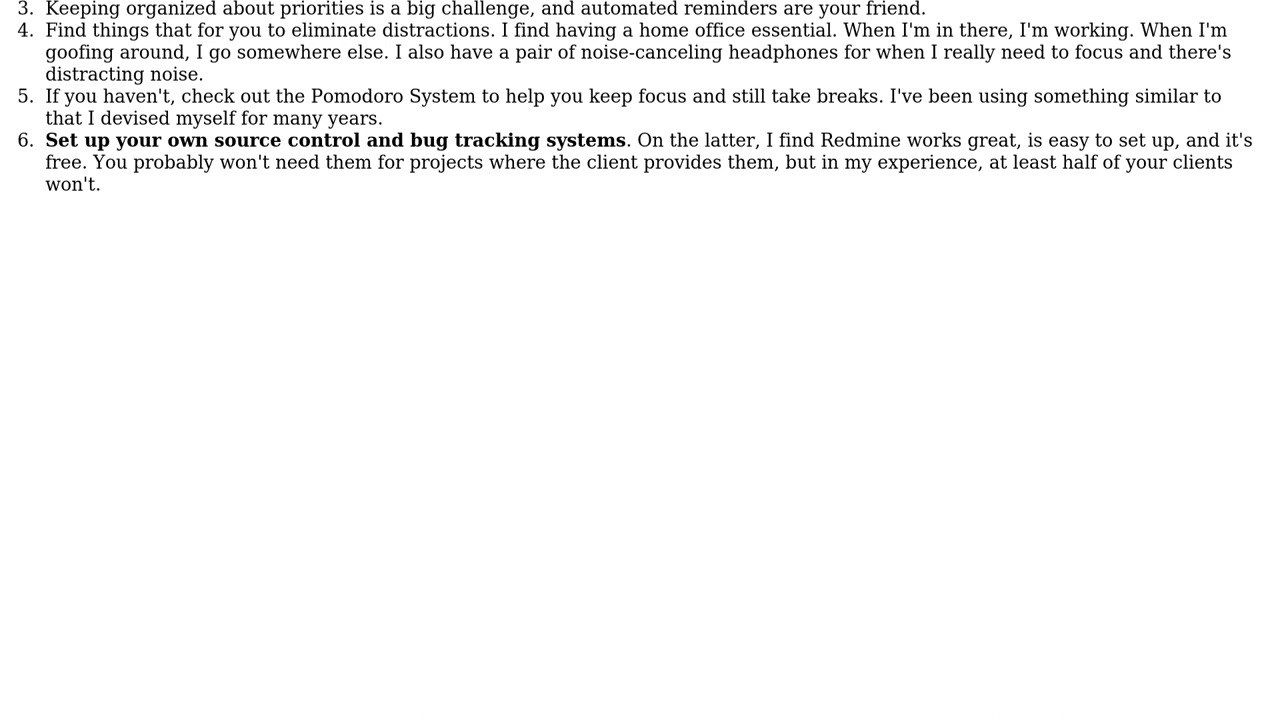 3. Keeping organized about priorities is a big challenge, and automated reminders are your friend.
4. Find things that for you to eliminate distractions. I find having a home office essential. When I'm in there, I'm working. When I'm
goofing around, I go somewhere else. I also have a pair of noise-canceling headphones for when I really need to focus and there's
distracting noise.
5. If you haven't, check out the Pomodoro System to help you keep focus and still take breaks. I've been using something similar to
that I devised myself for many years.
6. Set up your own source control and bug tracking systems. On the latter, I find Redmine works great, is easy to set up, and it's
free. You probably won't need them for projects where the client provides them, but in my experience, at least half of your clients
won't.